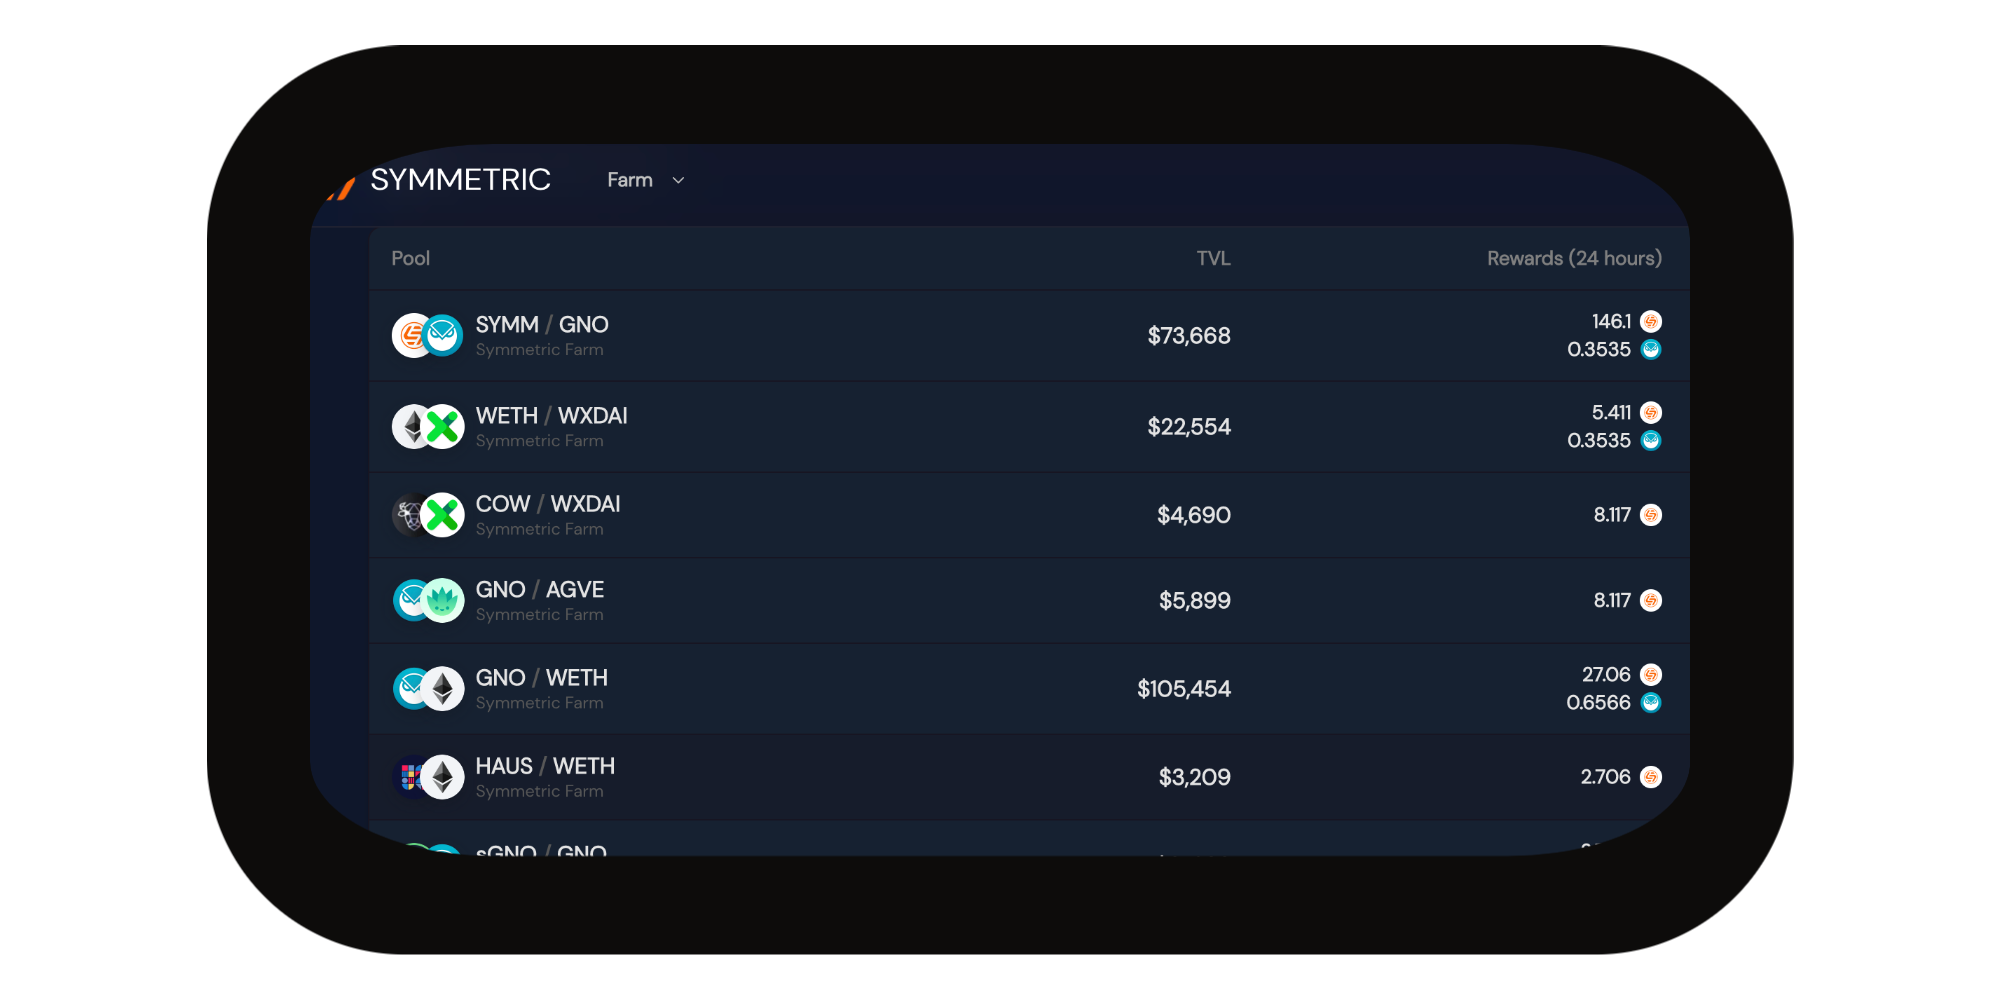 SYMMETRIC Farm
Pool TVL Rewards (24 hours)
SYMM / GNO
Symmetric Farm
$73,668
146.1
0.3535
WETH / WXDAI
Symmetric Farm
$22,554
5.411
0.3535
COW / WXDAI
Symmetric Farm
$4,690
8.117
GNO / AGVE
Symmetric Farm
$5,899
8.117
GNO / WETH
Symmetric Farm
$105,454
27.06
0.6566
HAUS / WETH
Symmetric Farm
$3,209
2.706
sGNO / GNO